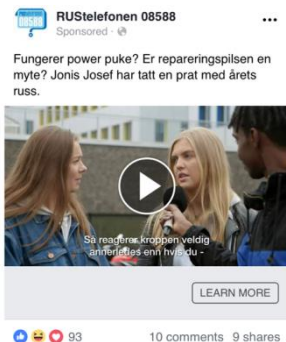 RUStelefonen 08588
Sponsored
Fungerer power puke? Er repareringspilsen en
myte? Jonis Josef har tatt en prat med årets
russ.
Så reagerer kroppen veldig
annerledes enn hvis du -
LEARN MORE
93
10 comments 9 shares